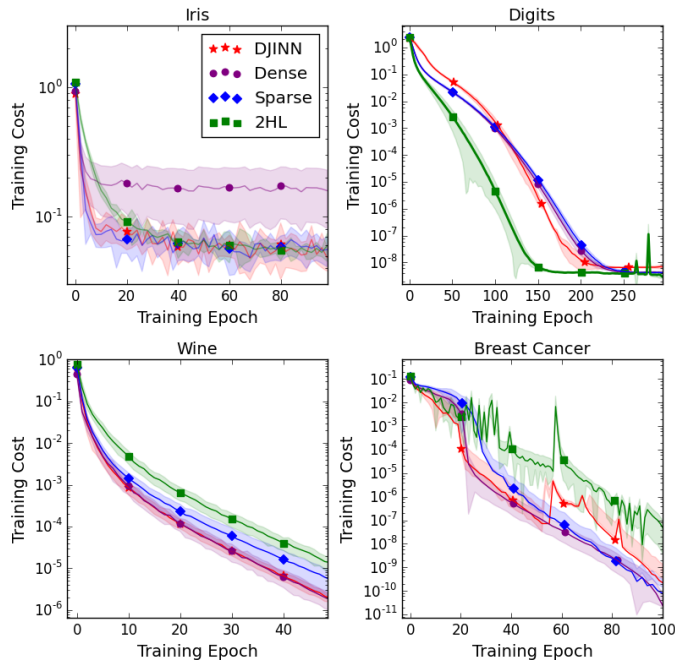 Iris
Training Cost
10^0
10^-1
DJINN
Dense
Sparse
2HL
0 20 40 60 80
Training Epoch
Digits
Training Cost
10^0
10^-1
10^-2
10^-3
10^-4
10^-5
10^-6
10^-7
10^-8
0 50 100 150 200 250
Training Epoch
Wine
Training Cost
10^0
10^-1
10^-2
10^-3
10^-4
10^-5
10^-6
0 10 20 30 40
Training Epoch
Breast Cancer
Training Cost
10^-1
10^-2
10^-3
10^-4
10^-5
10^-6
10^-7
10^-8
10^-9
10^-10
10^-11
0 20 40 60 80 100
Training Epoch